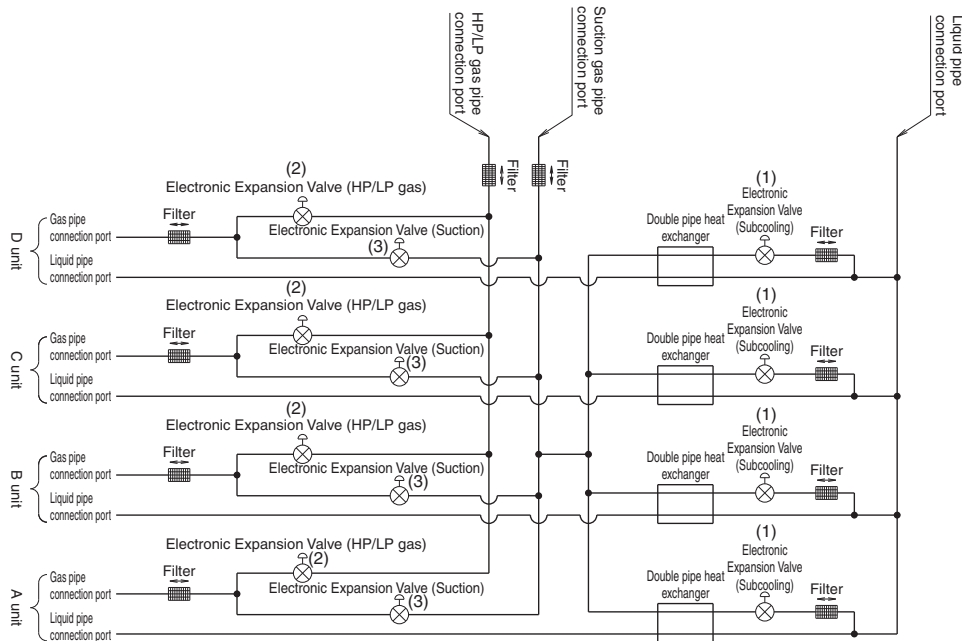 HP/LP gas pipe
connection port
Suction gas pipe
connection port
Liquid pipe
connection port
Filter
Filter
(2)
Electronic Expansion Valve (HP/LP gas)
Electronic Expansion Valve (Suction)
(3)
Filter
Gas pipe
connection port
Liquid pipe
connection port
D unit
Double pipe heat
exchanger
(1)
Electronic
Expansion Valve
(Subcooling)
Filter
(2)
Electronic Expansion Valve (HP/LP gas)
Electronic Expansion Valve (Suction)
(3)
Filter
Gas pipe
connection port
Liquid pipe
connection port
C unit
Double pipe heat
exchanger
(1)
Electronic
Expansion Valve
(Subcooling)
Filter
(2)
Electronic Expansion Valve (HP/LP gas)
Electronic Expansion Valve (Suction)
(3)
Filter
Gas pipe
connection port
Liquid pipe
connection port
B unit
Double pipe heat
exchanger
(1)
Electronic
Expansion Valve
(Subcooling)
Filter
Electronic Expansion Valve (HP/LP gas)
(2)
Electronic Expansion Valve (Suction)
(3)
Filter
Gas pipe
connection port
Liquid pipe
connection port
A unit
Double pipe heat
exchanger
(1)
Electronic
Expansion Valve
(Subcooling)
Filter